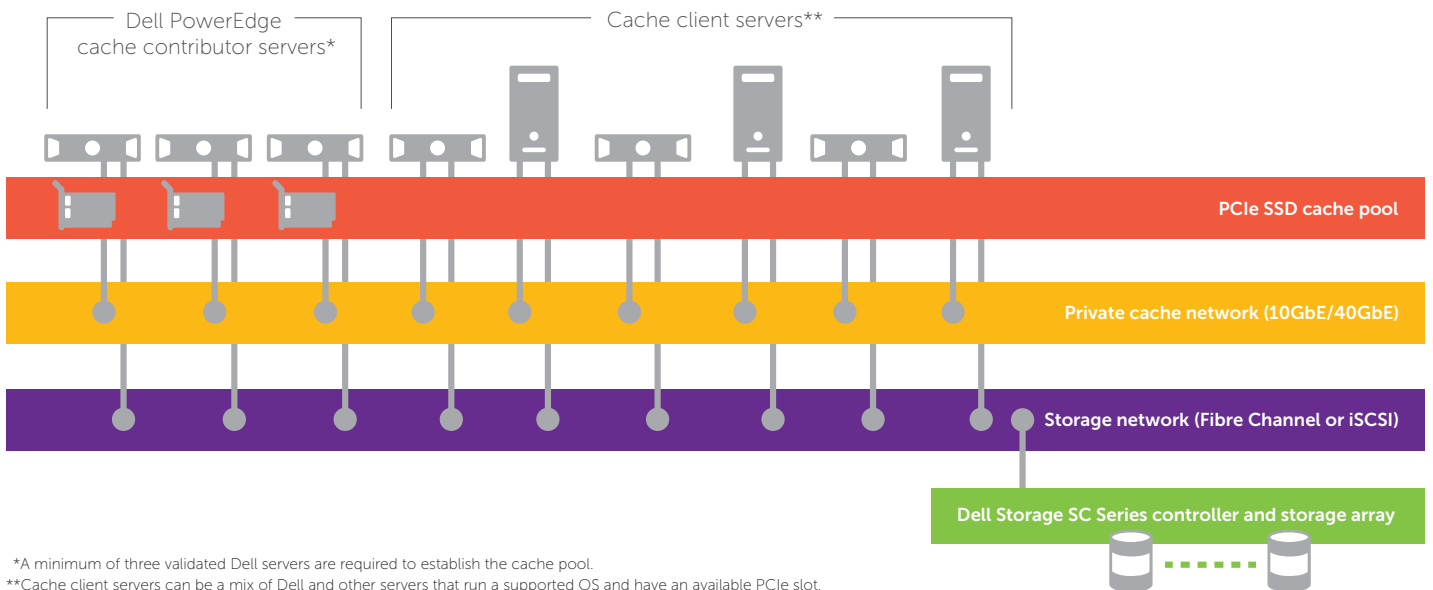 Dell PowerEdge
cache contributor servers*
Cache client servers**
PCIe SSD cache pool
Private cache network (10GbE/40GbE)
Storage network (Fibre Channel or iSCSI)
Dell Storage SC Series controller and storage array
*A minimum of three validated Dell servers are required to establish the cache pool.
**Cache client servers can be a mix of Dell and other servers that run a supported OS and have an available PCIe slot.